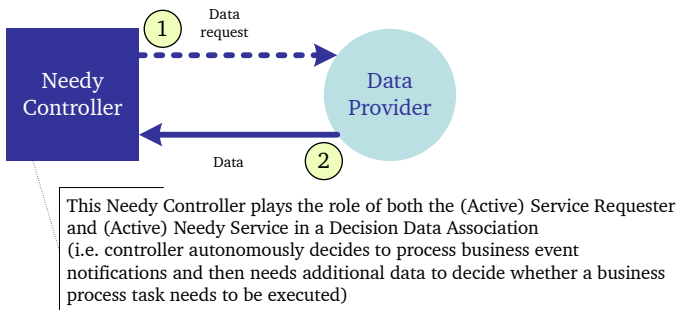 1
Data
request
Needy
Controller
Data
Provider
2
Data
This Needy Controller plays the role of both the (Active) Service Requester
and (Active) Needy Service in a Decision Data Association
(i.e. controller autonomously decides to process business event
notifications and then needs additional data to decide whether a business
process task needs to be executed)